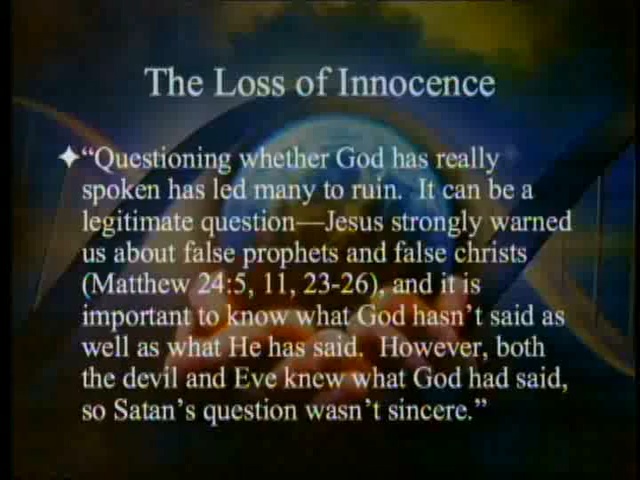 The Loss of Innocence
“Questioning whether God has really
spoken has led many to ruin. It can be a
legitimate question—Jesus strongly warned
us about false prophets and false christs
(Matthew 24:5, 11, 23-26), and it is
important to know what God hasn’t said as
well as what He has said. However, both
the devil and Eve knew what God had said,
so Satan’s question wasn’t sincere.”